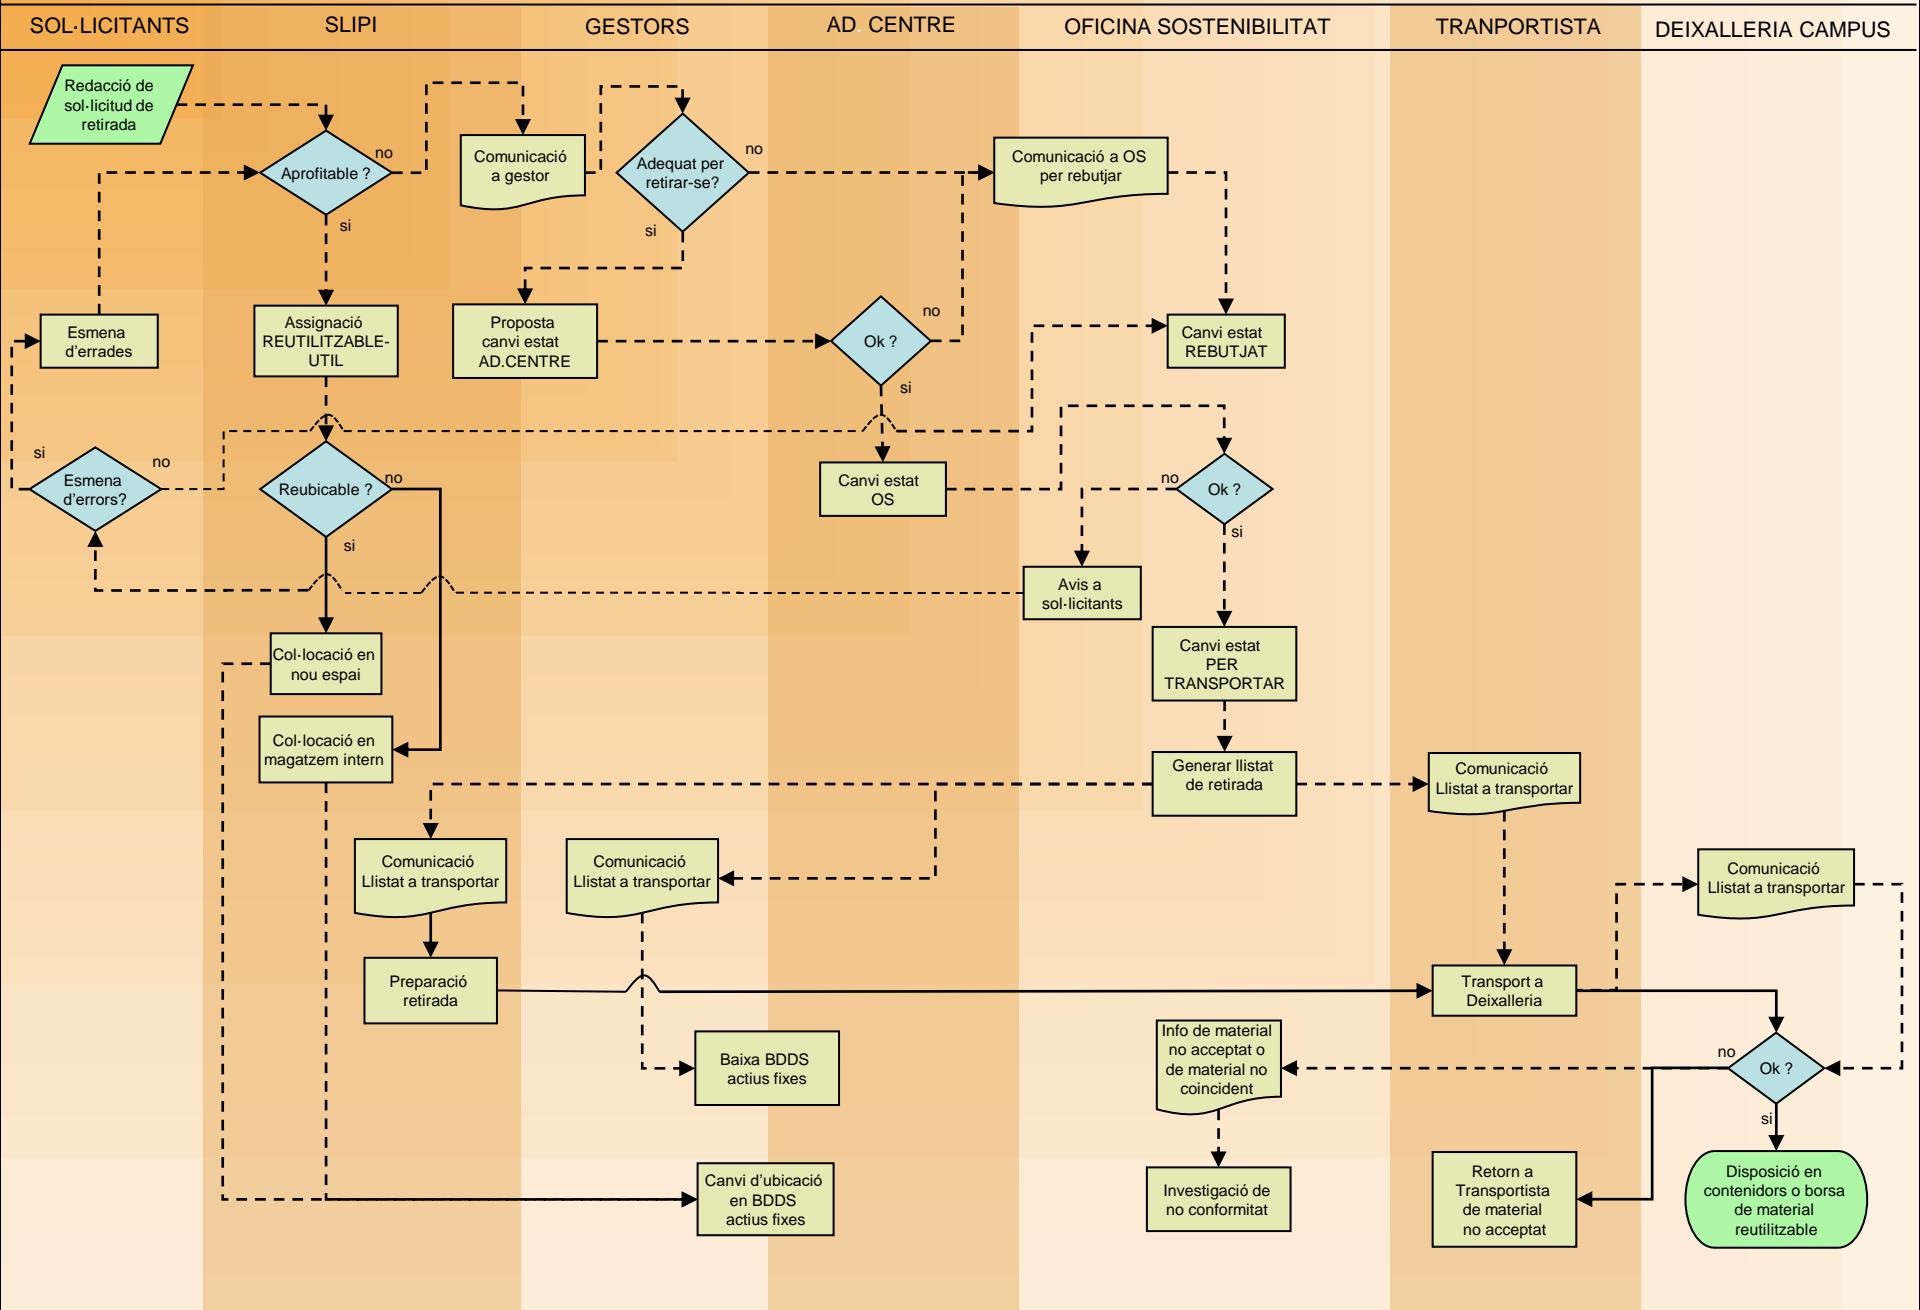 SOL·LICITANTS
SLIPI
GESTORS
AD. CENTRE
OFICINA SOSTENIBILITAT
TRANPORTISTA
DEIXALLERIA CAMPUS
Redacció de
sol·licitud de
retirada
Aprofitable ?
no
si
Comunicació
a gestor
Adequat per
retirar-se?
no
si
Comunicació a OS
per rebutjar
Esmena
d'errades
Assignació
REUTILITZABLE-
UTIL
Proposta
canvi estat
AD.CENTRE
Ok ?
no
si
Canvi estat
REBUTJAT
si
Esmena
d'errors?
no
Reubicable ?
no
si
Canvi estat
OS
no
Ok ?
si
Avis a
sol·licitants
Col·locació en
nou espai
Canvi estat
PER
TRANSPORTAR
Col·locació en
magatzem intern
Generar llistat
de retirada
Comunicació
Llistat a transportar
Comunicació
Llistat a transportar
Comunicació
Llistat a transportar
Comunicació
Llistat a transportar
Preparació
retirada
Transport a
Deixalleria
Baixa BDDS
actius fixes
Info de material
no acceptat o
de material no
coincident
no
Ok ?
si
Canvi d'ubicació
en BDDS
actius fixes
Investigació de
no conformitat
Retorn a
Transportista
de material
no acceptat
Disposició en
contenidors o borsa
de material
reutilitzable